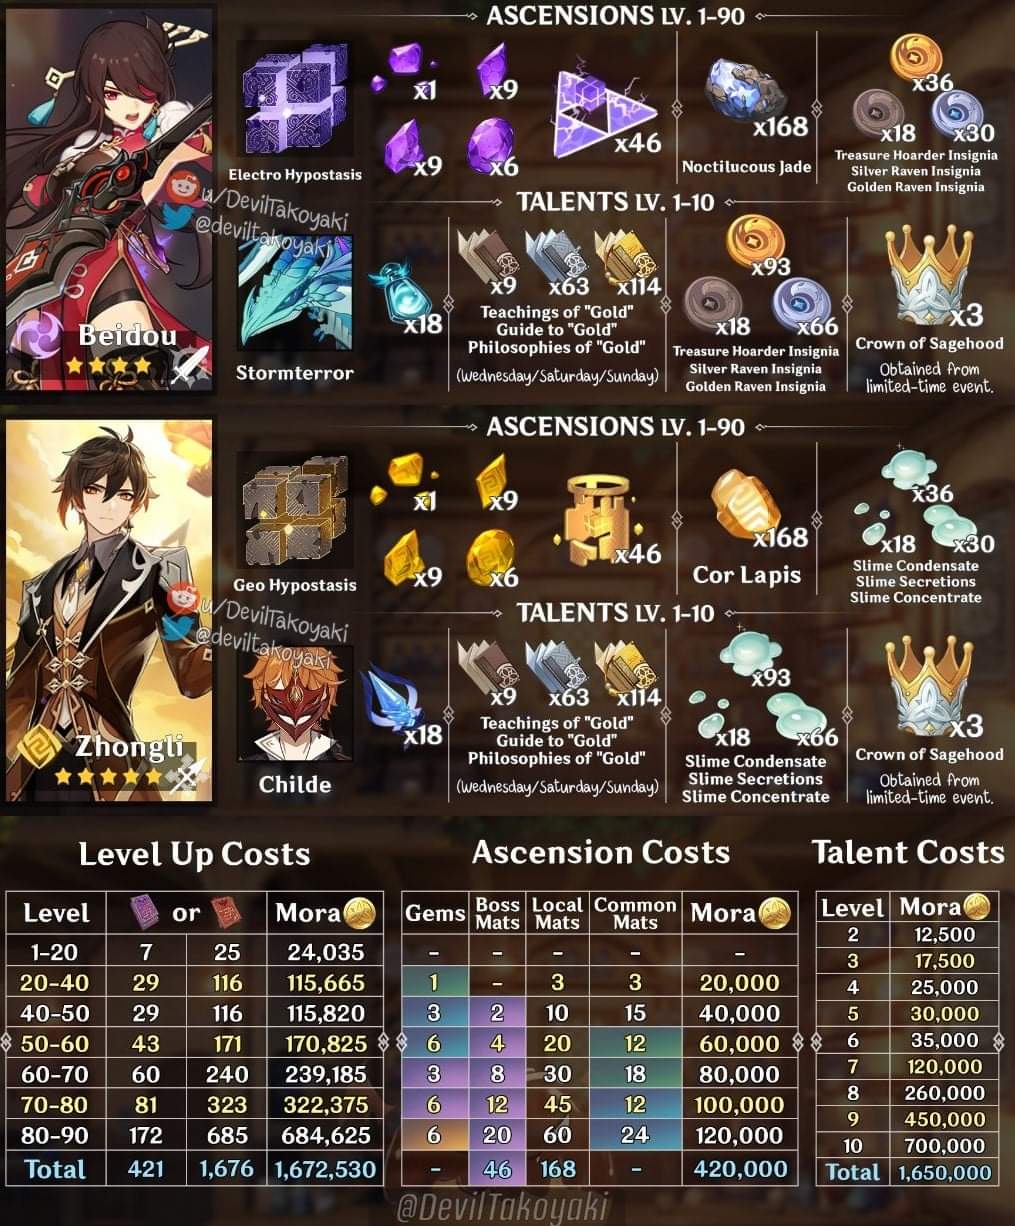 ASCENSIONS LV. 1-90
Electro Hypostasis
x1
x9
x9
x6
x46
x168
Noctilucous Jade
x36
x18
x30
Treasure Hoarder Insignia
Silver Raven Insignia
Golden Raven Insignia
u/DevilTakoyaki
@deviltakoyaki
Beidou
TALENTS LV. 1-10
Stormterror
x18
x9
x63
x114
Teachings of "Gold"
Guide to "Gold"
Philosophies of "Gold"
(Wednesday/Saturday/Sunday)
x93
x18
x66
Treasure Hoarder Insignia
Silver Raven Insignia
Golden Raven Insignia
x3
Crown of Sagehood
Obtained from
limited-time event.
ASCENSIONS LV. 1-90
Geo Hypostasis
x1
x9
x9
x6
x46
x168
Cor Lapis
x36
x18
x30
Slime Condensate
Slime Secretions
Slime Concentrate
u/DevilTakoyaki
@deviltakoyaki
Zhongli
TALENTS LV. 1-10
Childe
x18
x9
x63
x114
Teachings of "Gold"
Guide to "Gold"
Philosophies of "Gold"
(Wednesday/Saturday/Sunday)
x93
x18
x66
Slime Condensate
Slime Secretions
Slime Concentrate
x3
Crown of Sagehood
Obtained from
limited-time event.
Level Up Costs
Level or Mora
1-20 7 25 24,035
20-40 29 116 115,665
40-50 29 116 115,820
50-60 43 171 170,825
60-70 60 240 239,185
70-80 81 323 322,375
80-90 172 685 684,625
Total 421 1,676 1,672,530
Ascension Costs
Gems Boss Mats Local Mats Common Mats Mora
- - - - -
1 - 3 3 20,000
3 2 10 15 40,000
6 4 20 12 60,000
3 8 30 18 80,000
6 12 45 12 100,000
6 20 60 24 120,000
- 46 168 - 420,000
Talent Costs
Level Mora
2 12,500
3 17,500
4 25,000
5 30,000
6 35,000
7 120,000
8 260,000
9 450,000
10 700,000
Total 1,650,000
@DevilTakoyaki